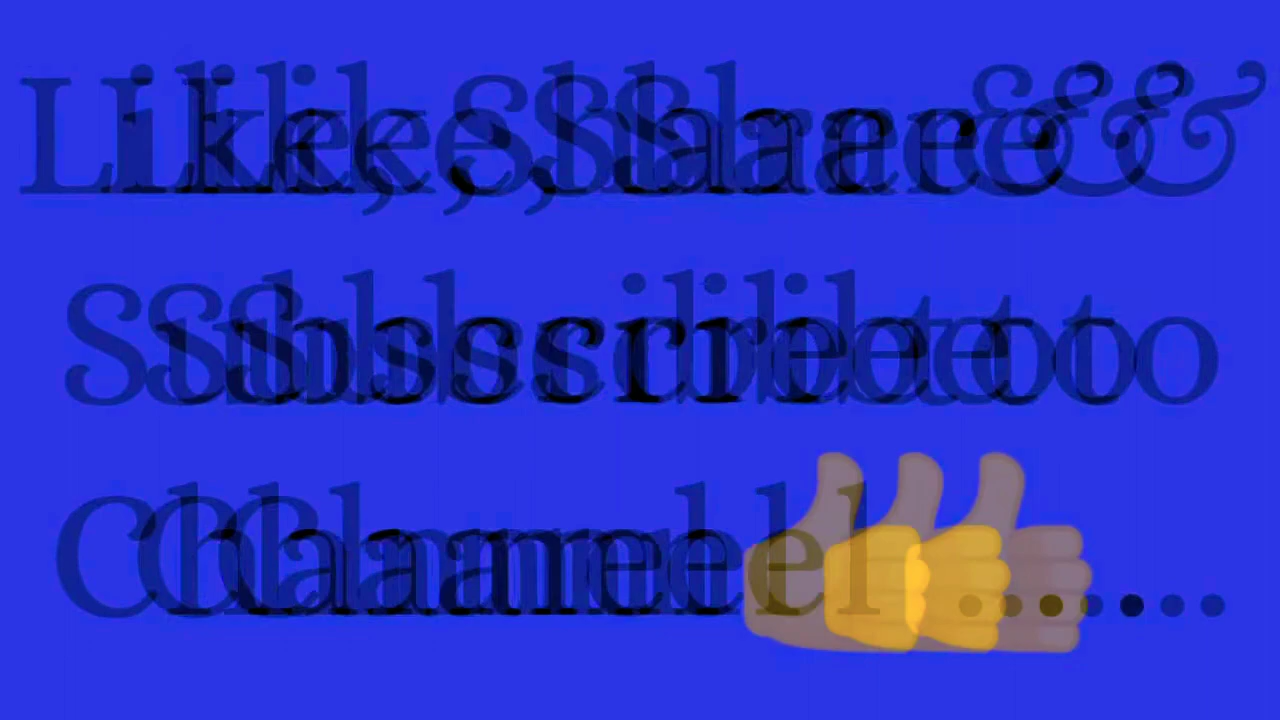 Like, Share &
Subscribe to
Channel 👍....